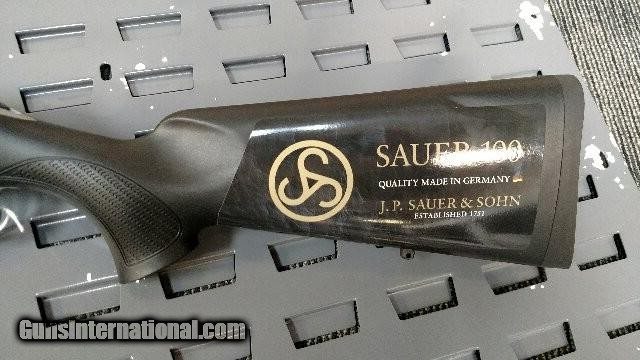 SAUER 100
QUALITY MADE IN GERMANY
J. P. SAUER & SOHN
ESTABLISHED 1751
GunsInternational.com